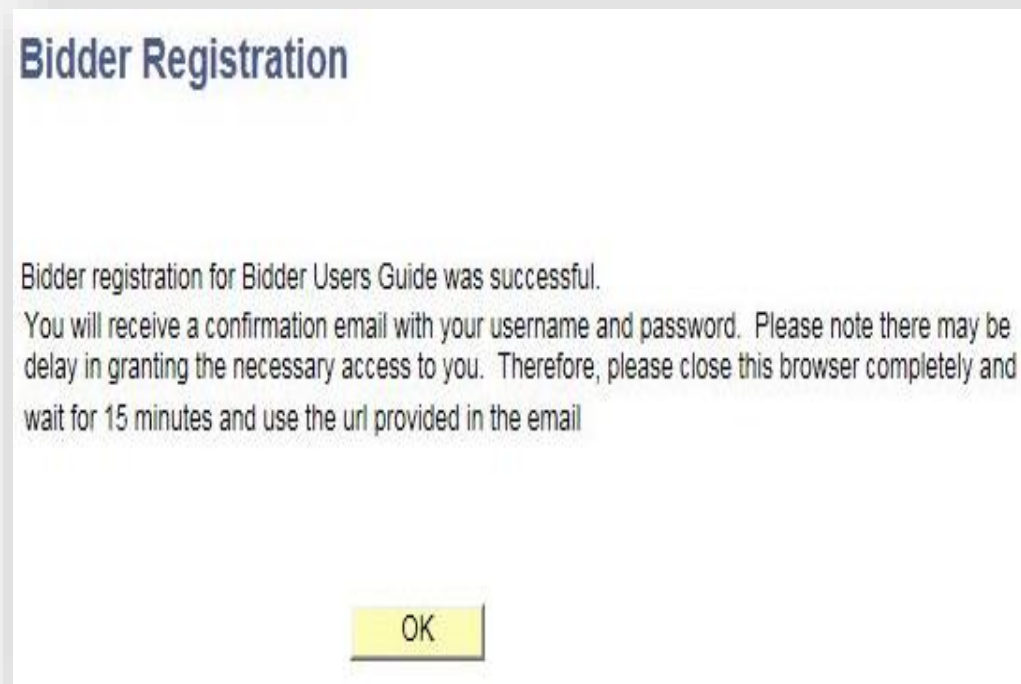 Bidder Registration
Bidder registration for Bidder Users Guide was successful.
You will receive a confirmation email with your username and password. Please note there may be
delay in granting the necessary access to you. Therefore, please close this browser completely and
wait for 15 minutes and use the url provided in the email
OK